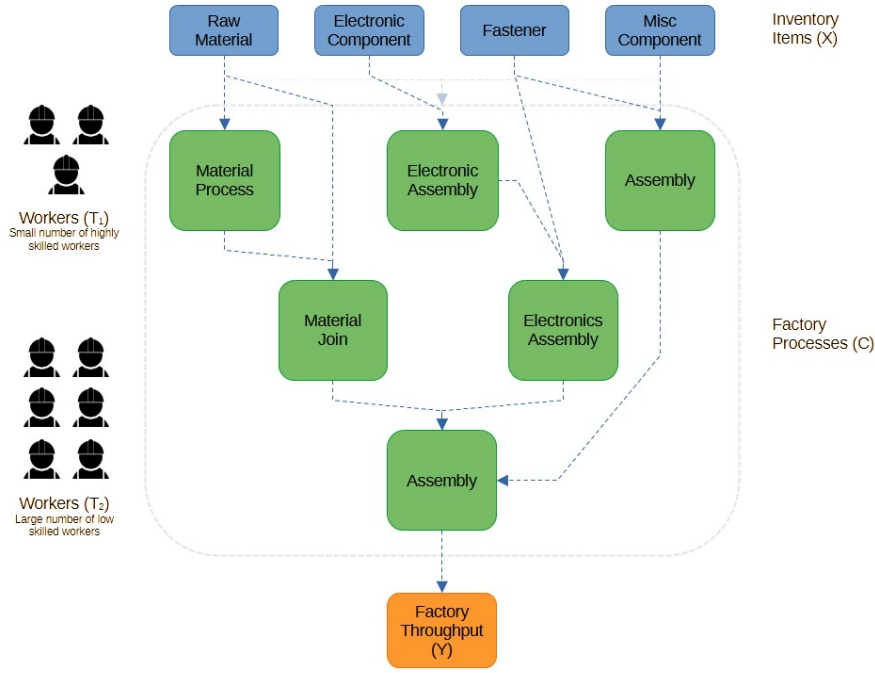 Raw
Material
Electronic
Component
Fastener
Misc
Component
Inventory
Items (X)
Material
Process
Electronic
Assembly
Assembly
Workers (T₁)
Small number of highly
skilled workers
Material
Join
Electronics
Assembly
Factory
Processes (C)
Assembly
Workers (T₂)
Large number of low
skilled workers
Factory
Throughput
(Y)